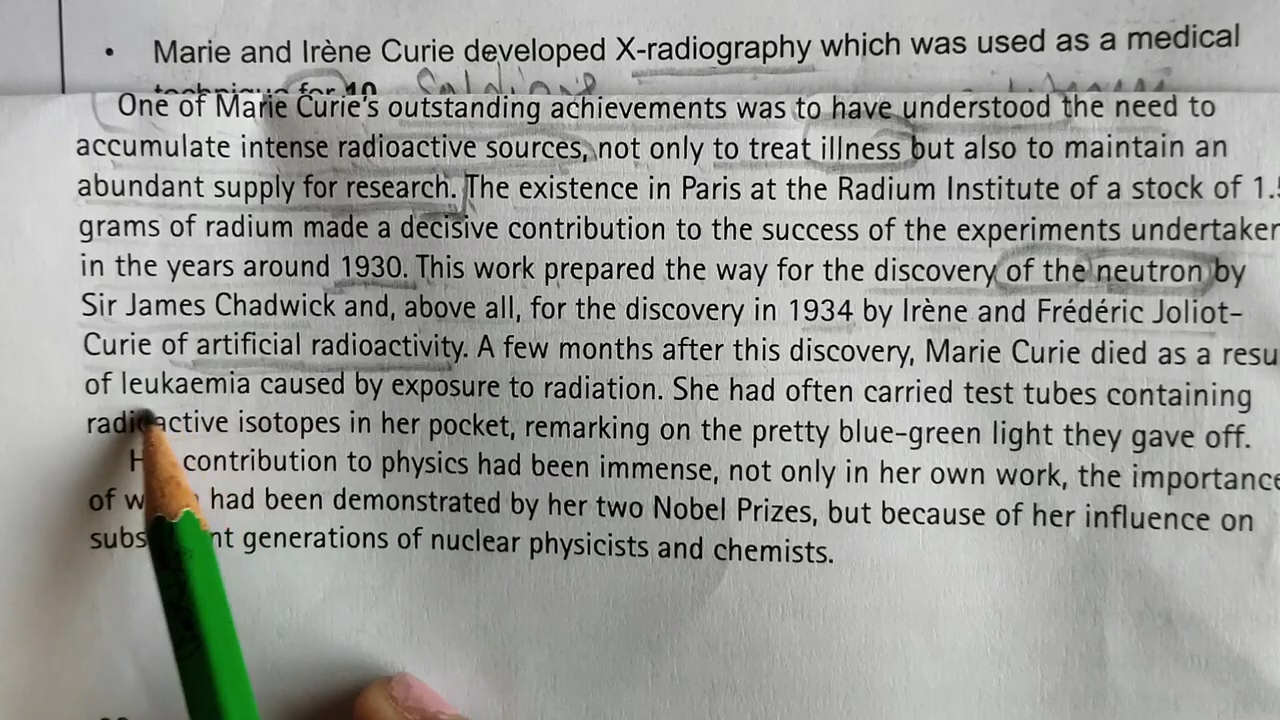 • Marie and Irène Curie developed X-radiography which was used as a medical
technique for 10
One of Marie Curie's outstanding achievements was to have understood the need to
accumulate intense radioactive sources, not only to treat illness but also to maintain an
abundant supply for research. The existence in Paris at the Radium Institute of a stock of 1.5
grams of radium made a decisive contribution to the success of the experiments undertaken
in the years around 1930. This work prepared the way for the discovery of the neutron by
Sir James Chadwick and, above all, for the discovery in 1934 by Irène and Frédéric Joliot-
Curie of artificial radioactivity. A few months after this discovery, Marie Curie died as a resu
of leukaemia caused by exposure to radiation. She had often carried test tubes containing
radioactive isotopes in her pocket, remarking on the pretty blue-green light they gave off.
contribution to physics had been immense, not only in her own work, the importance
of had been demonstrated by her two Nobel Prizes, but because of her influence on
generations of nuclear physicists and chemists.